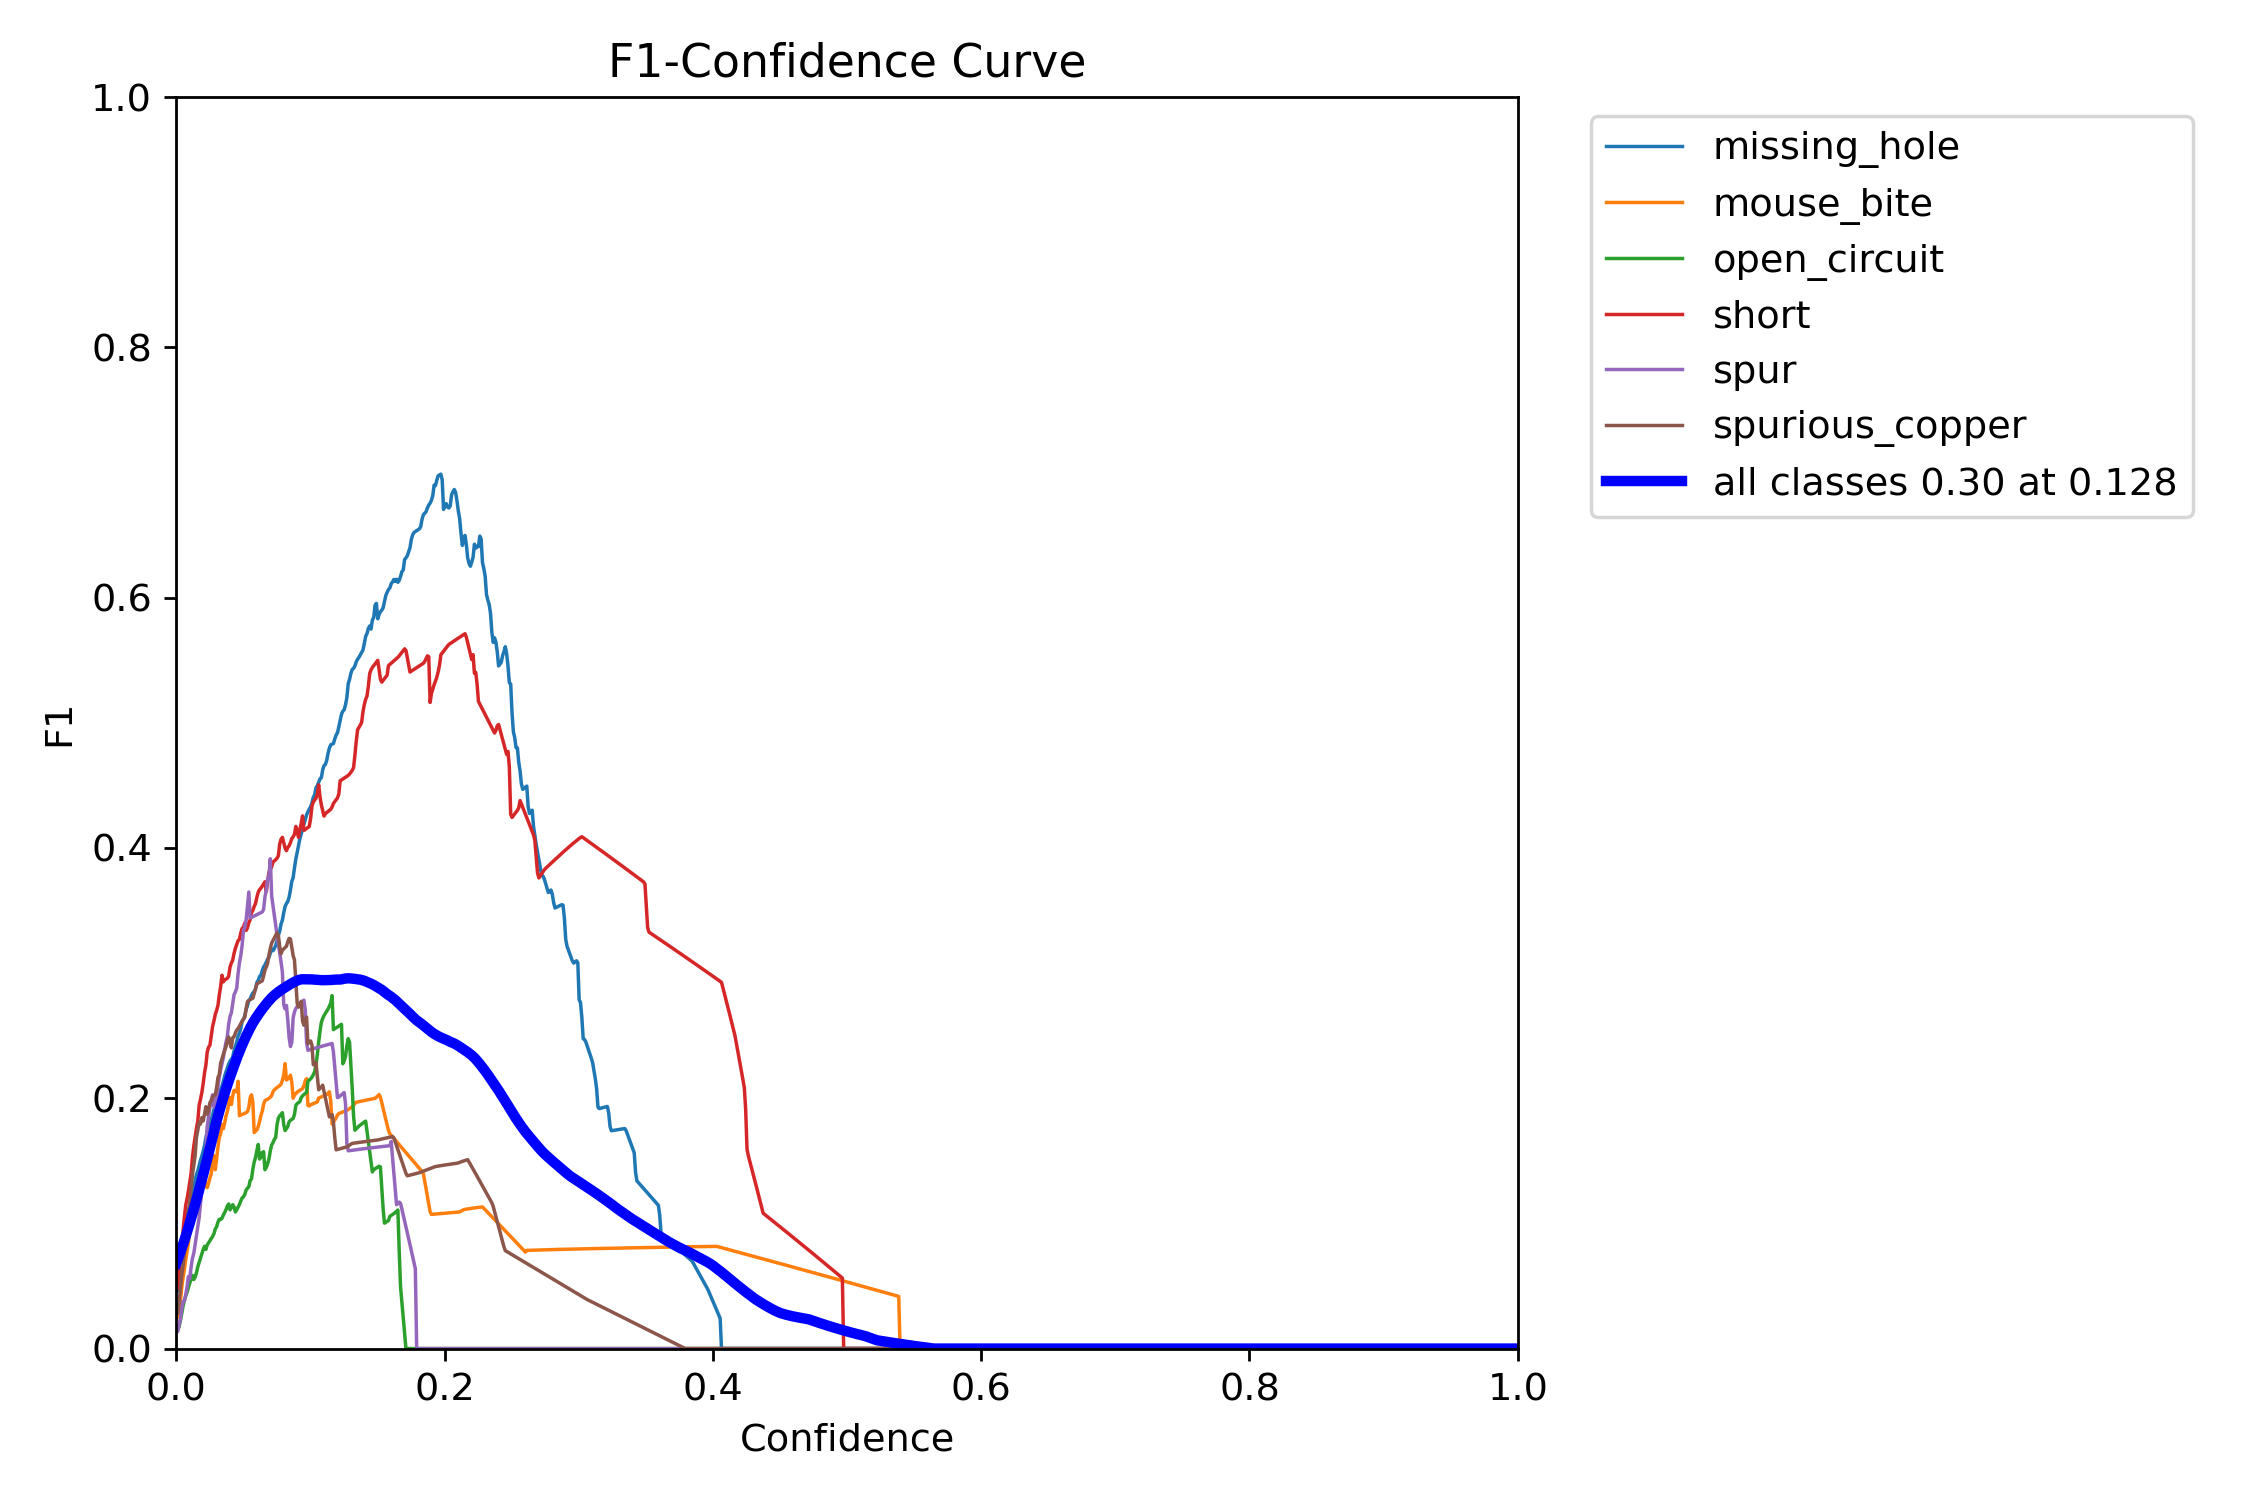 F1-Confidence Curve
1.0
0.8
0.6
0.4
0.2
0.0
F1
0.0 0.2 0.4 0.6 0.8 1.0
Confidence
missing_hole
mouse_bite
open_circuit
short
spur
spurious_copper
all classes 0.30 at 0.128